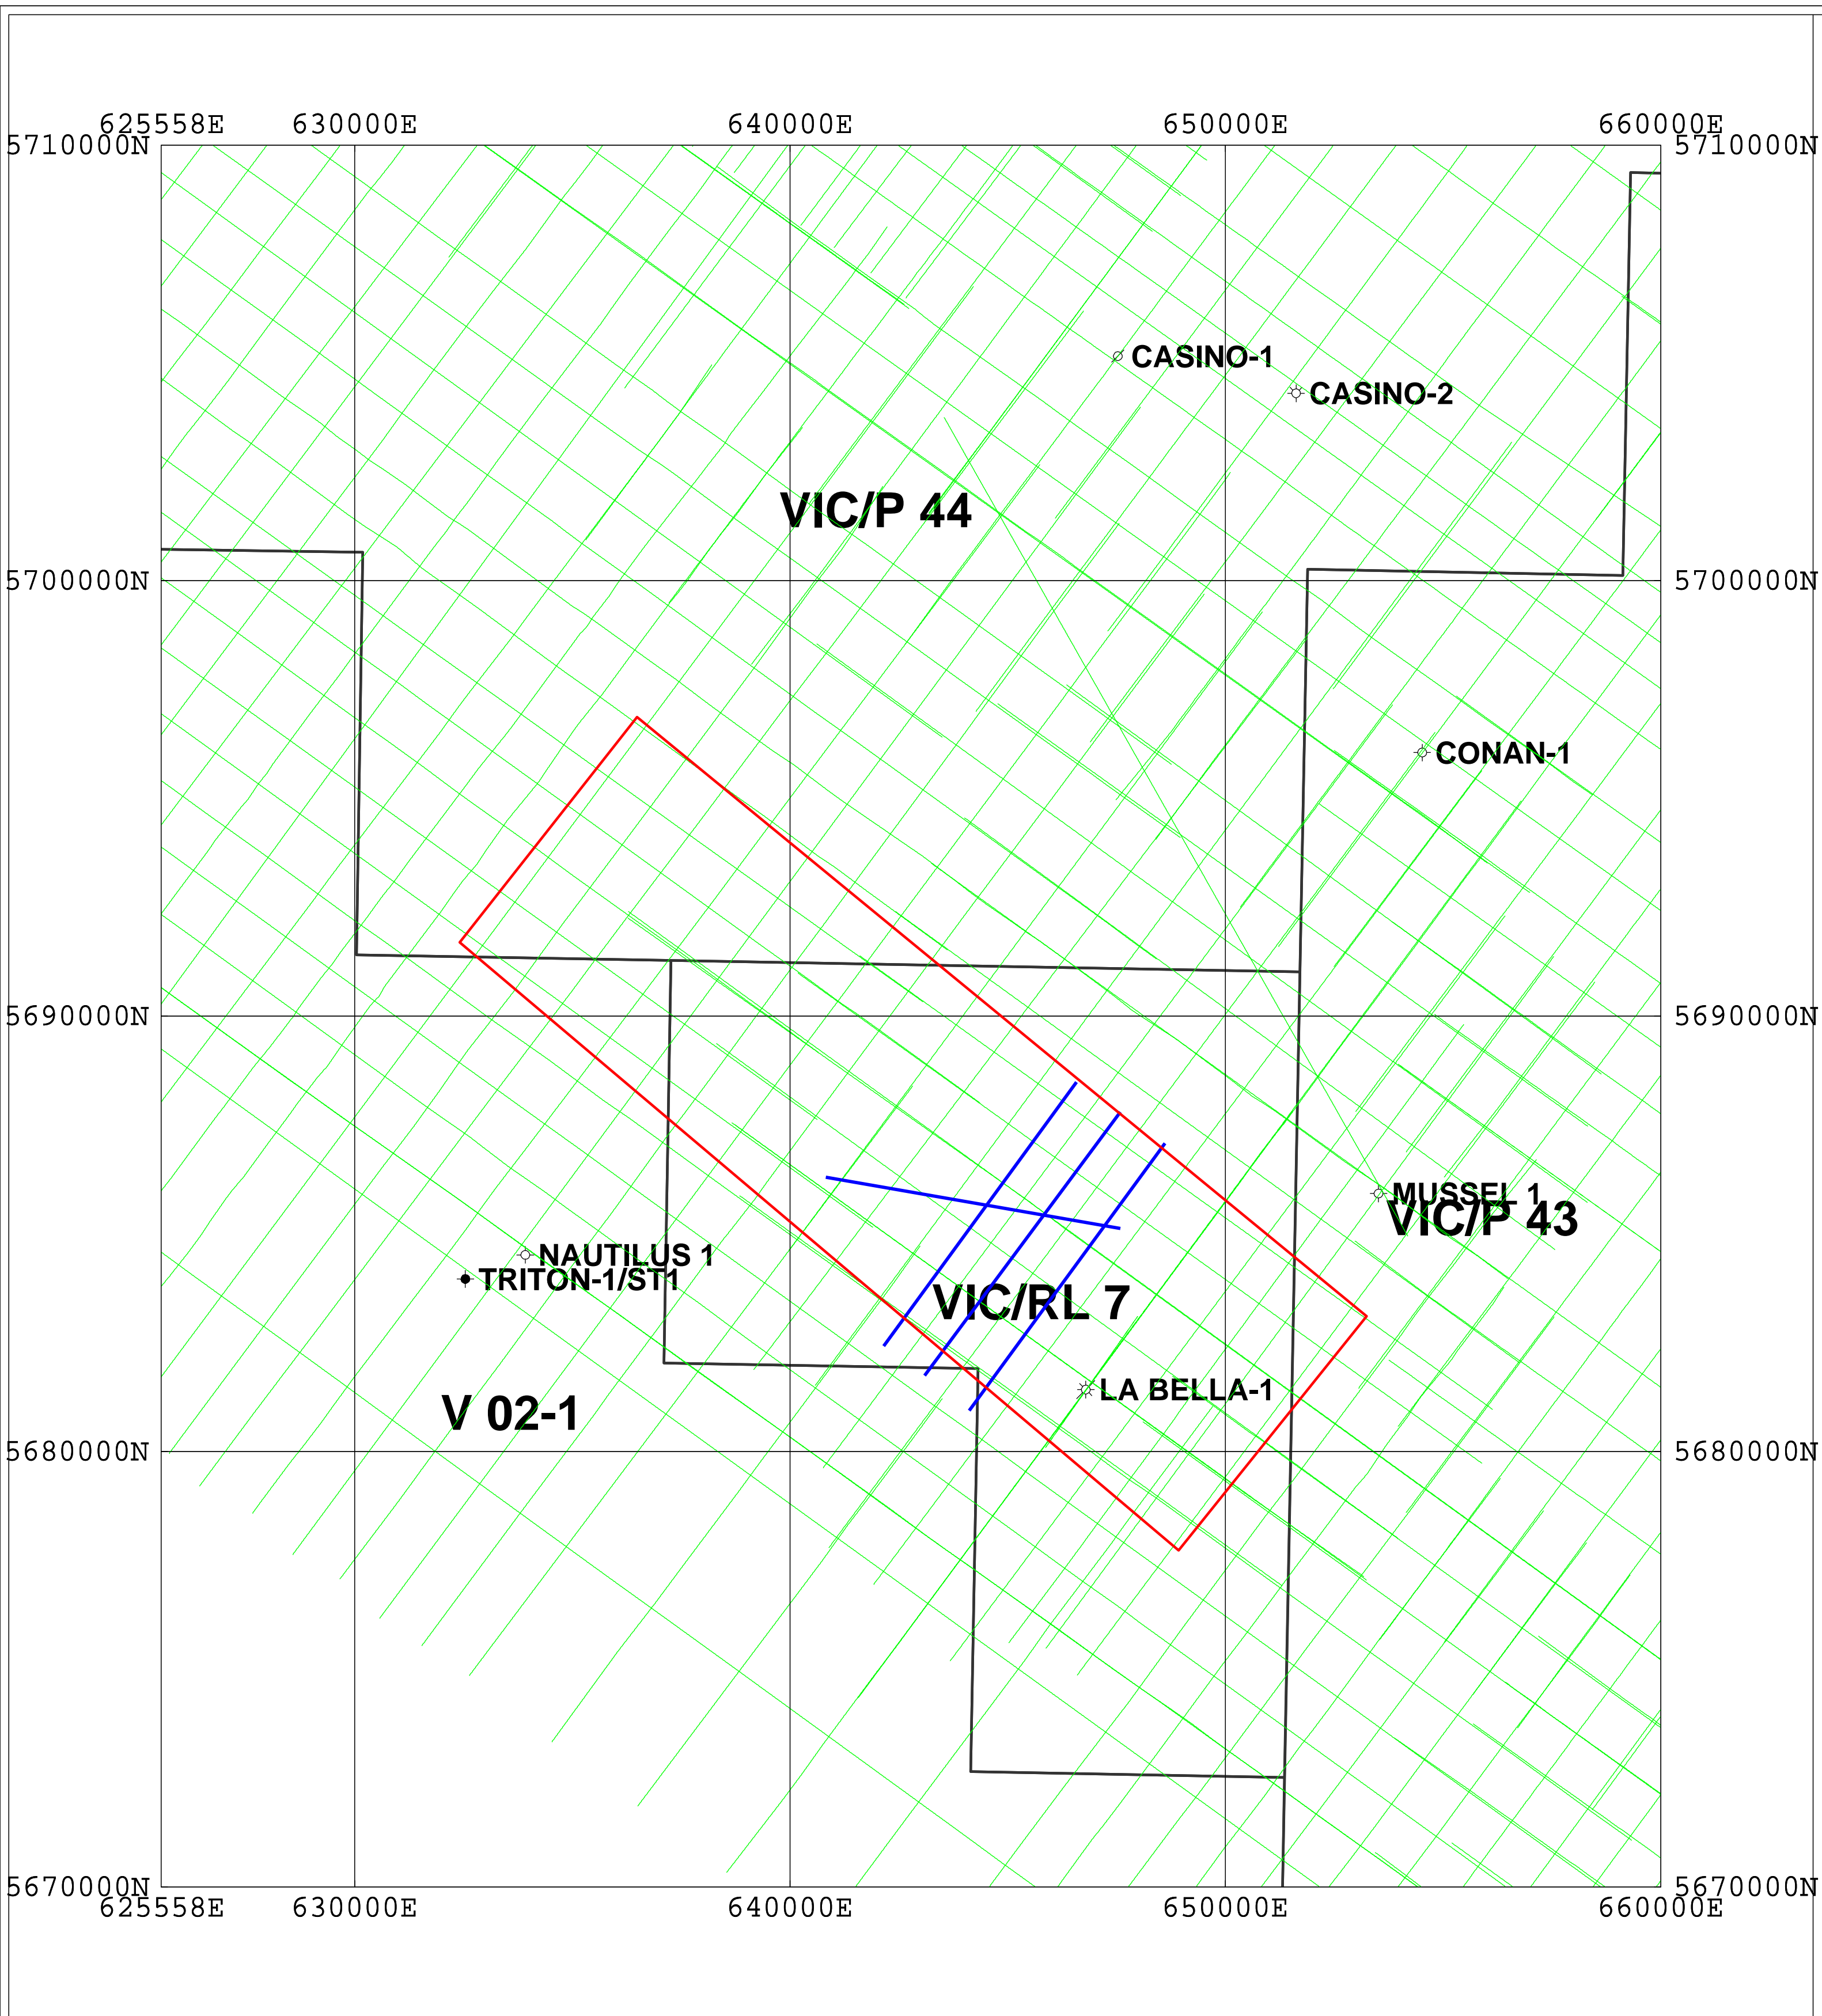 625558E 630000E 640000E 650000E 660000E
5710000N 5710000N
CASINO-1
CASINO-2
VIC/P 44
5700000N 5700000N
CONAN-1
5690000N 5690000N
MUSSEL 1
VIC/P 43
NAUTILUS 1
TRITON-1/ST1
VIC/RL 7
LA BELLA-1
V 02-1
5680000N 5680000N
5670000N 5670000N
625558E 630000E 640000E 650000E 660000E